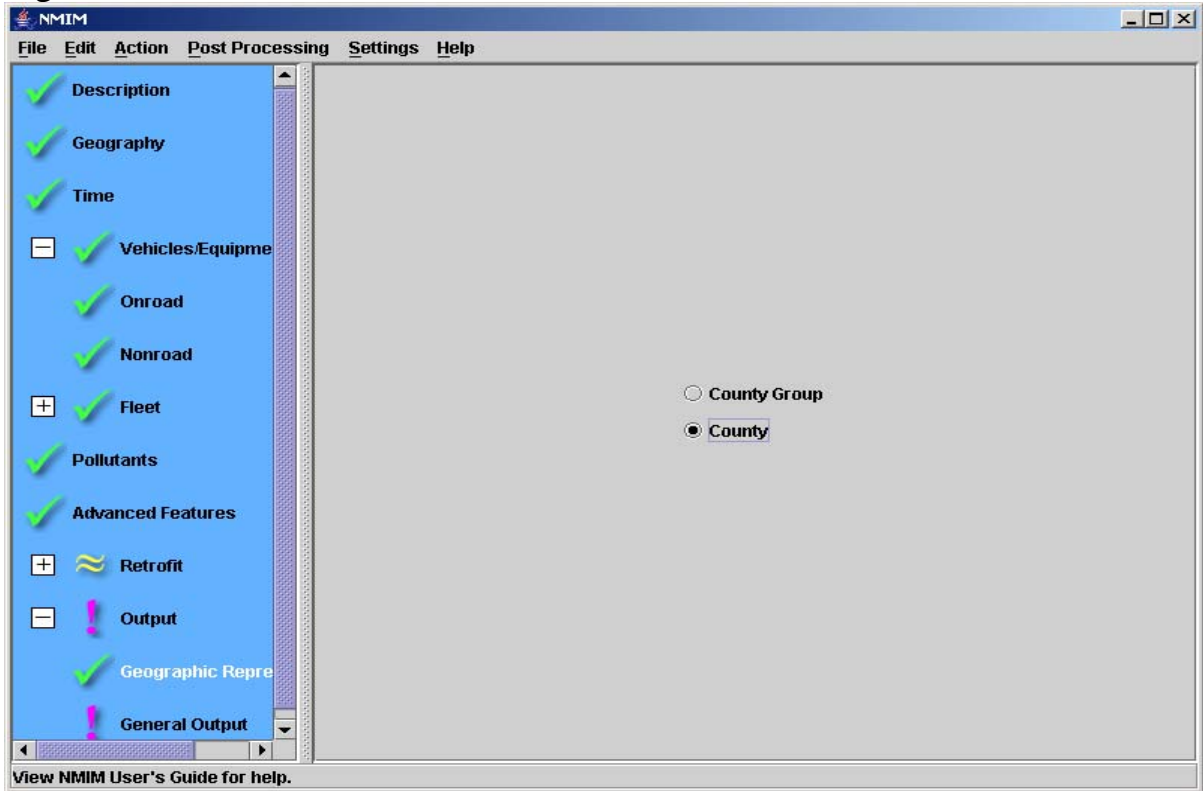 NMIM
File Edit Action Post Processing Settings Help
Description
Geography
Time
Vehicles/Equipme
Onroad
Nonroad
Fleet
Pollutants
Advanced Features
Retrofit
Output
Geographic Repre
General Output
County Group
County
View NMIM User's Guide for help.